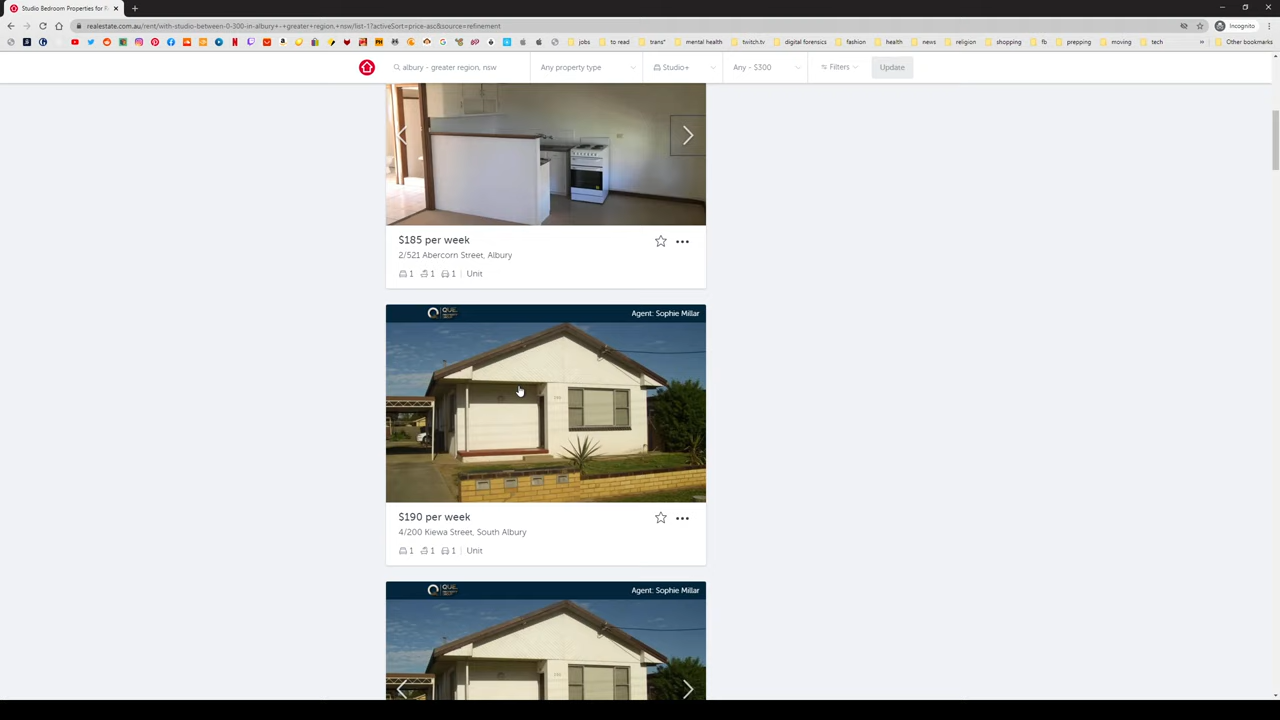 Studio Bedroom Properties for R
realestate.com.au/rent/with-studio-between-0-300-in-albury+-+greater+region,+nsw/list-1?activeSort=price-asc&source=refinement
Incognito
jobs
to read
trans*
mental health
twitch.tv
digital forensics
fashion
health
news
religion
shopping
fb
prepping
moving
tech
»
Other bookmarks
albury - greater region, nsw
Any property type
Studio+
Any - $300
Filters
Update
$185 per week
2/521 Abercorn Street, Albury
1 1 1 Unit
QUE
Agent: Sophie Millar
$190 per week
4/200 Kiewa Street, South Albury
1 1 1 Unit
QUE
Agent: Sophie Millar